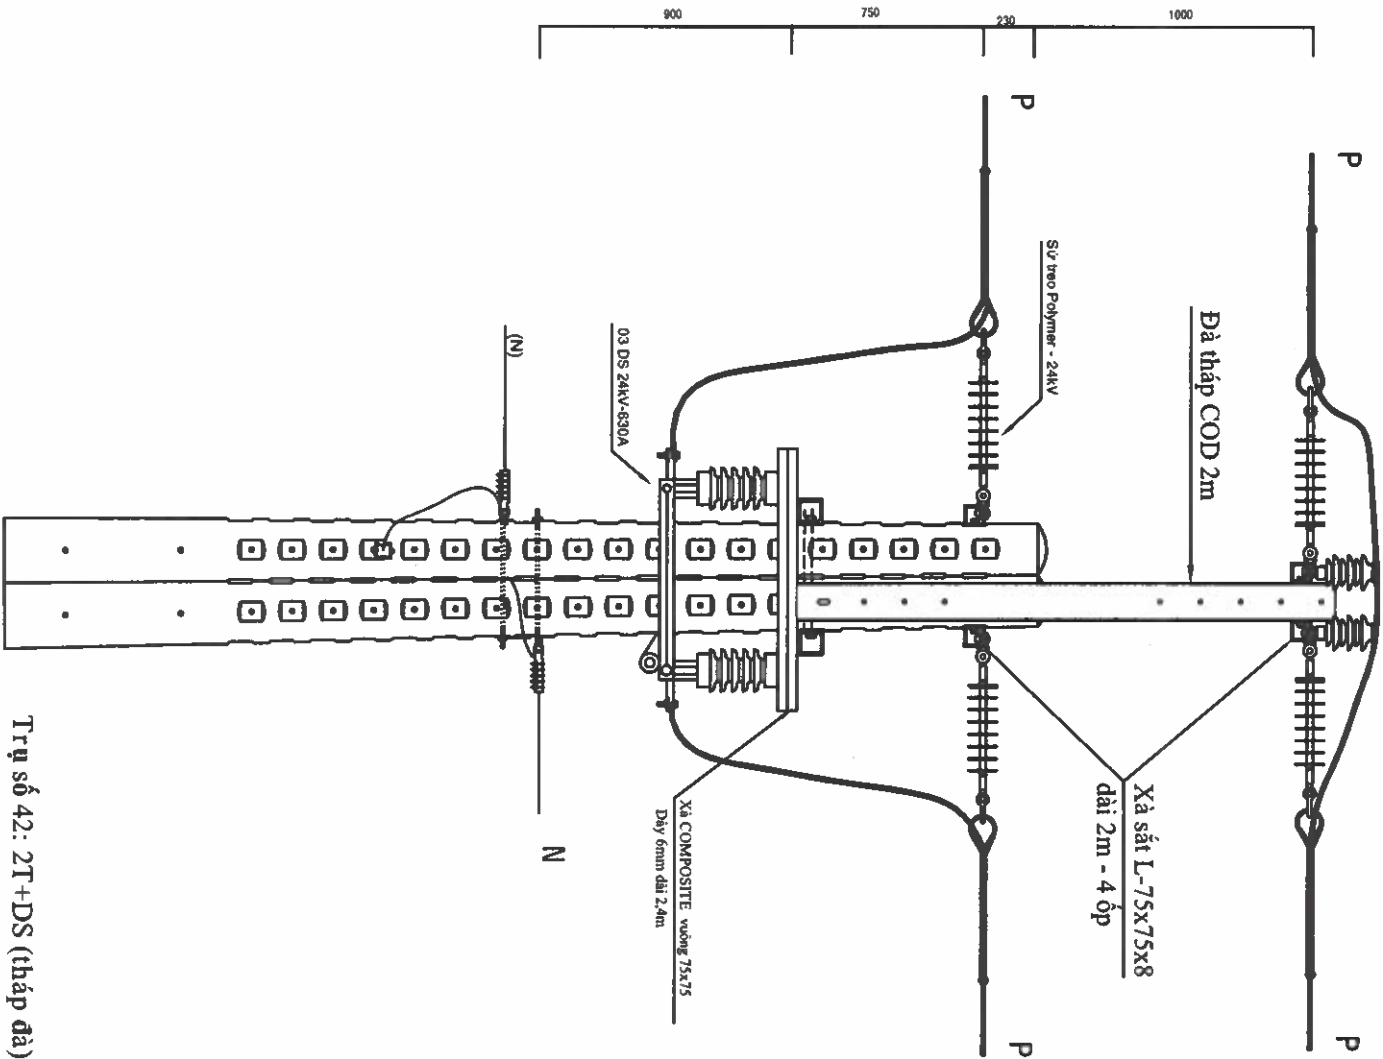 1000
230
750
900
P
P
Đà tháp COD 2m
Sứ treo Polymer - 24kV
03 DS 24kV-630A
(N)
Xà sắt L-75x75x8
dài 2m - 4 ốp
Xà COMPOSITE vuông 75x75
Dày 6mm dài 2,4m
N
P
P
Trụ số 42: 2T+DS (tháp đà)